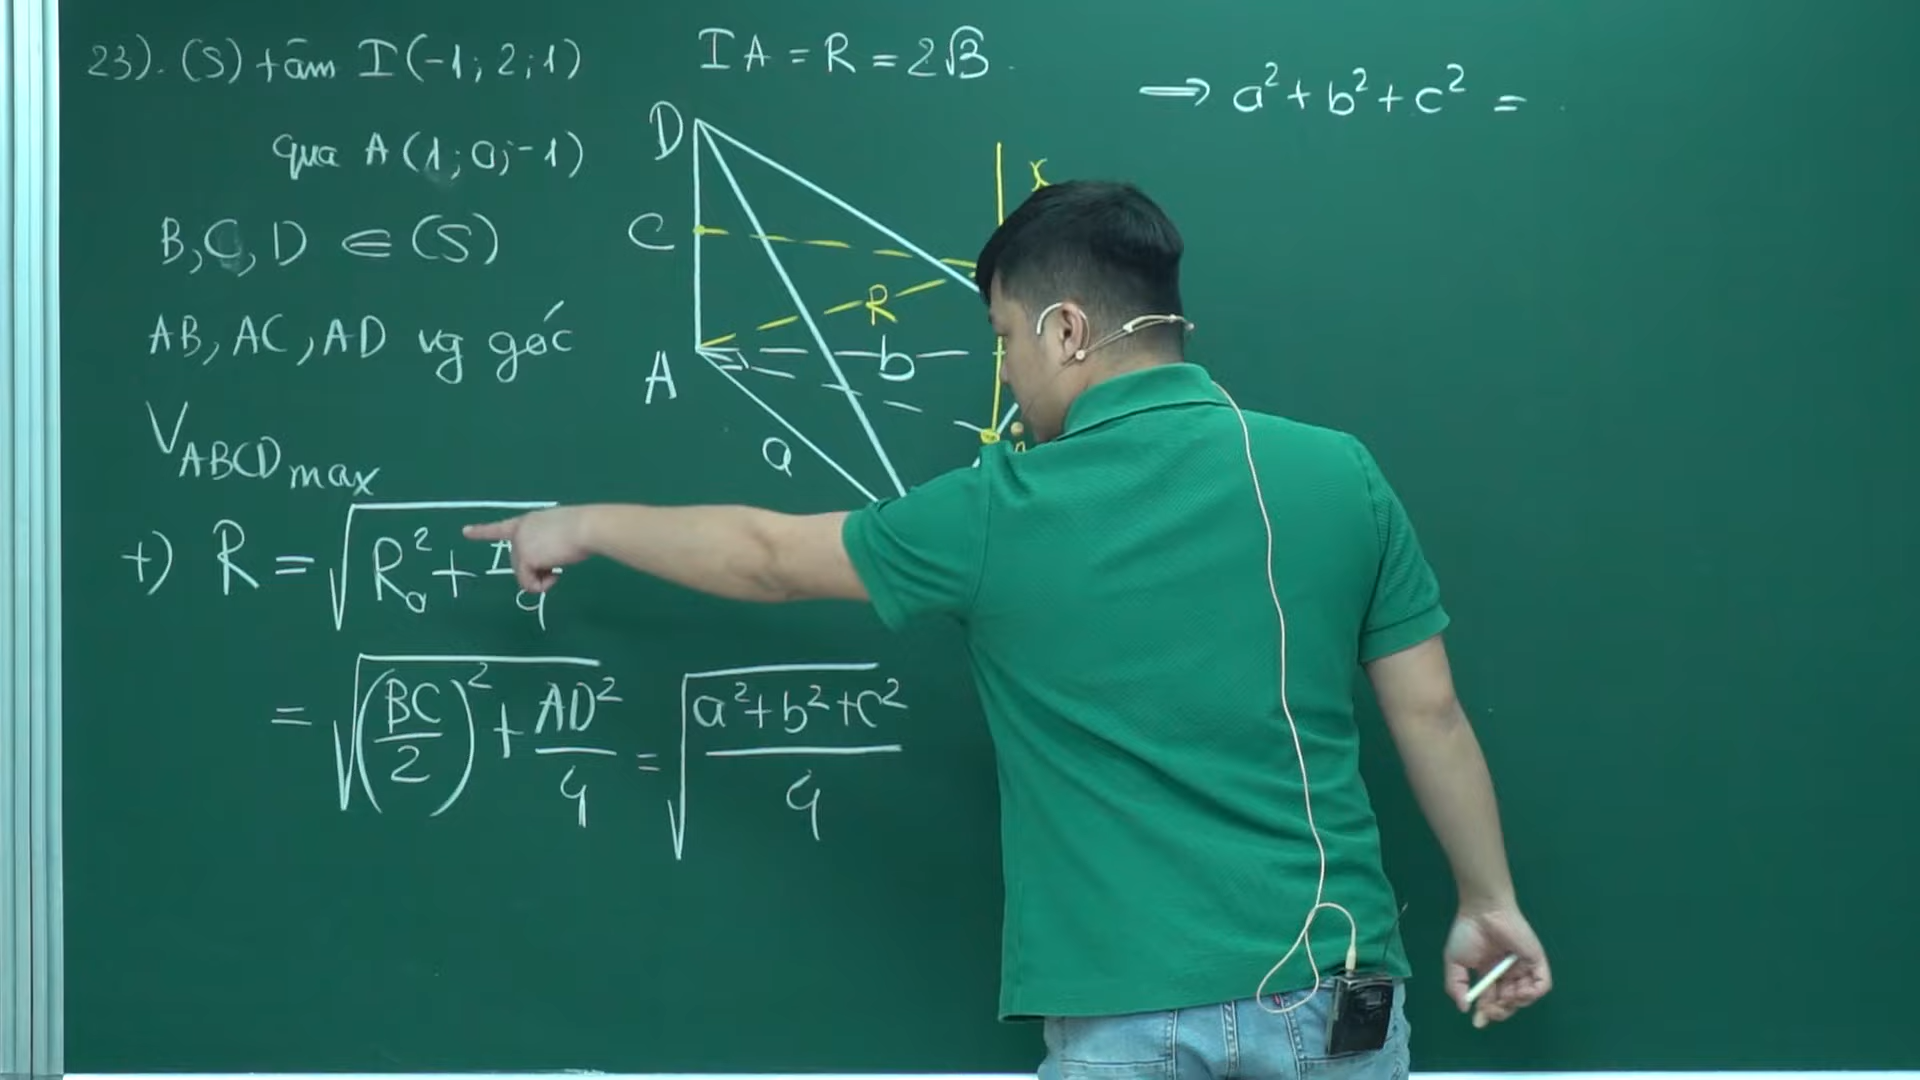 23). (S) tâm I(-1; 2; 1)
qua A(1; 0; -1)
B, C, D ∈ (S)
AB, AC, AD vg góc
V_ABCD max
+) R = √(R₀² +
= √((BC/2)² + AD²/4) = √((a²+b²+c²)/4)
IA = R = 2√3
D
C
A
R
b
a
x
⟹ a² + b² + c² =